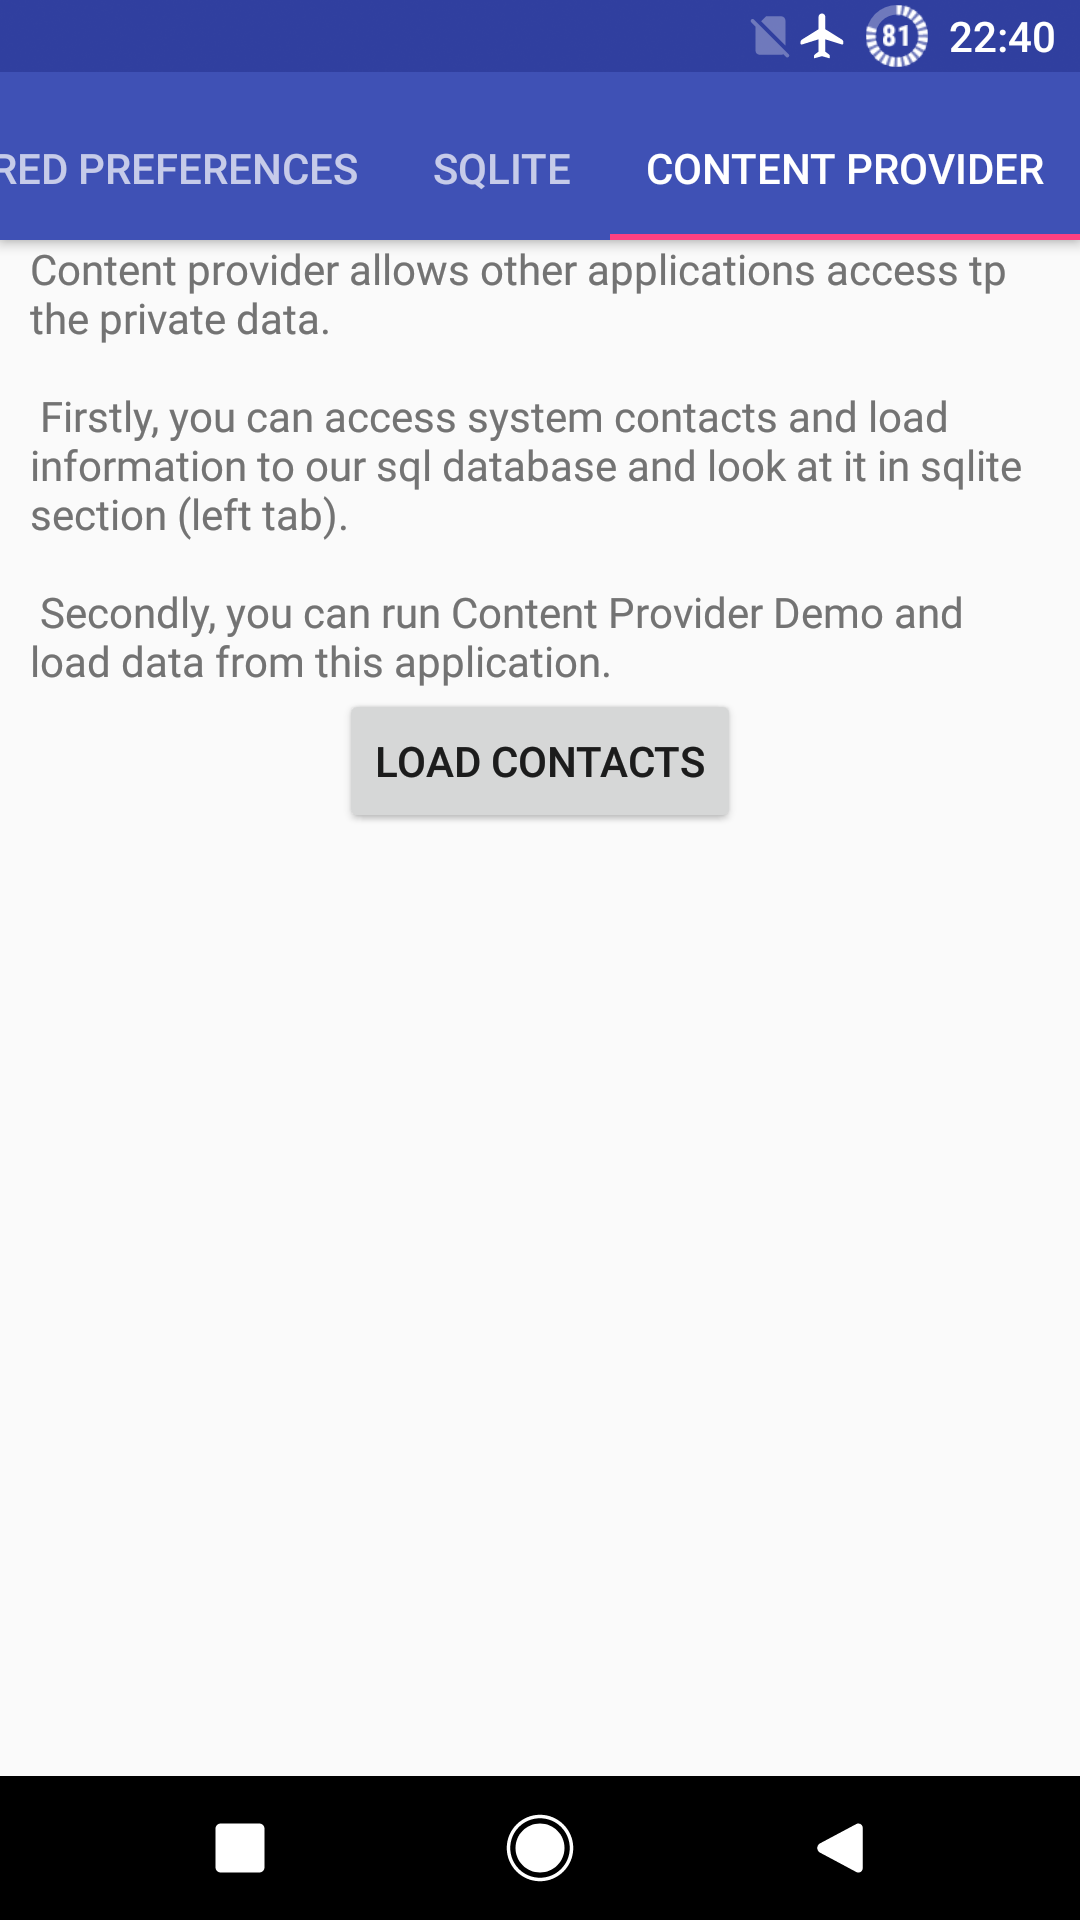 81 22:40
RED PREFERENCES SQLITE CONTENT PROVIDER
Content provider allows other applications access tp
the private data.
Firstly, you can access system contacts and load
information to our sql database and look at it in sqlite
section (left tab).
Secondly, you can run Content Provider Demo and
load data from this application.
LOAD CONTACTS